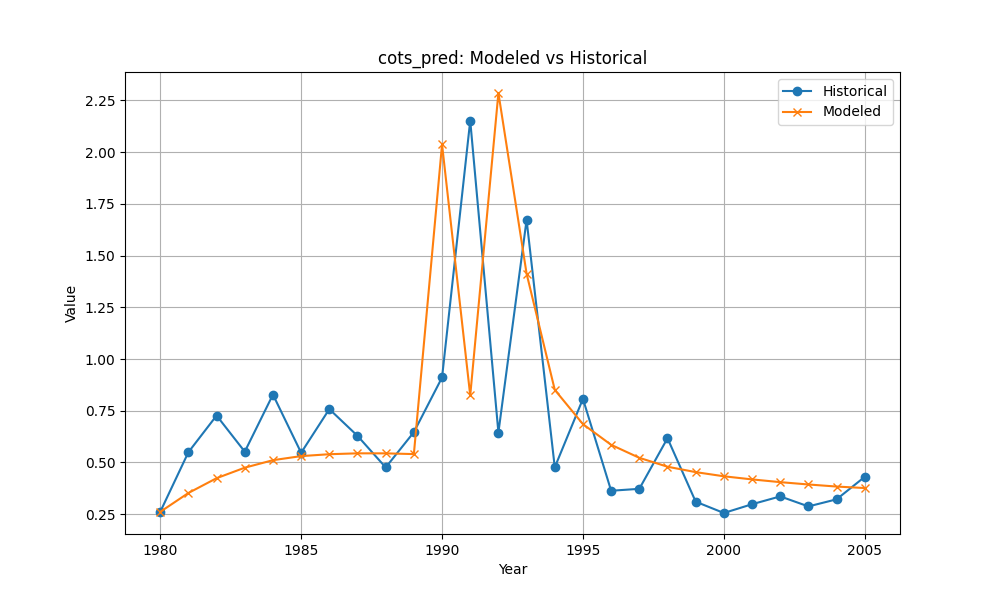 cots_pred: Modeled vs Historical
Historical
Modeled
Value
2.25
2.00
1.75
1.50
1.25
1.00
0.75
0.50
0.25
1980 1985 1990 1995 2000 2005
Year